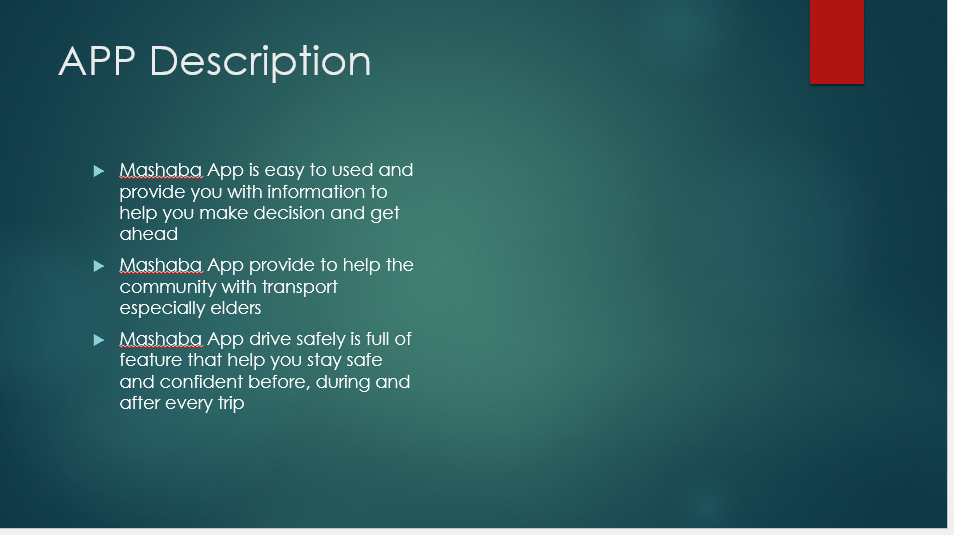 APP Description
Mashaba App is easy to used and
provide you with information to
help you make decision and get
ahead
Mashaba App provide to help the
community with transport
especially elders
Mashaba App drive safely is full of
feature that help you stay safe
and confident before, during and
after every trip